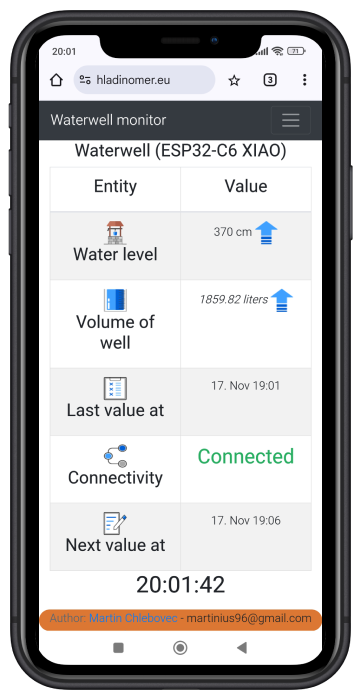 20:01
71
hladinomer.eu
3
Waterwell monitor
Waterwell (ESP32-C6 XIAO)
Entity Value
Water level 370 cm
Volume of well 1859.82 liters
Last value at 17. Nov 19:01
Connectivity Connected
Next value at 17. Nov 19:06
20:01:42
Author: Martin Chlebovec - martinius96@gmail.com